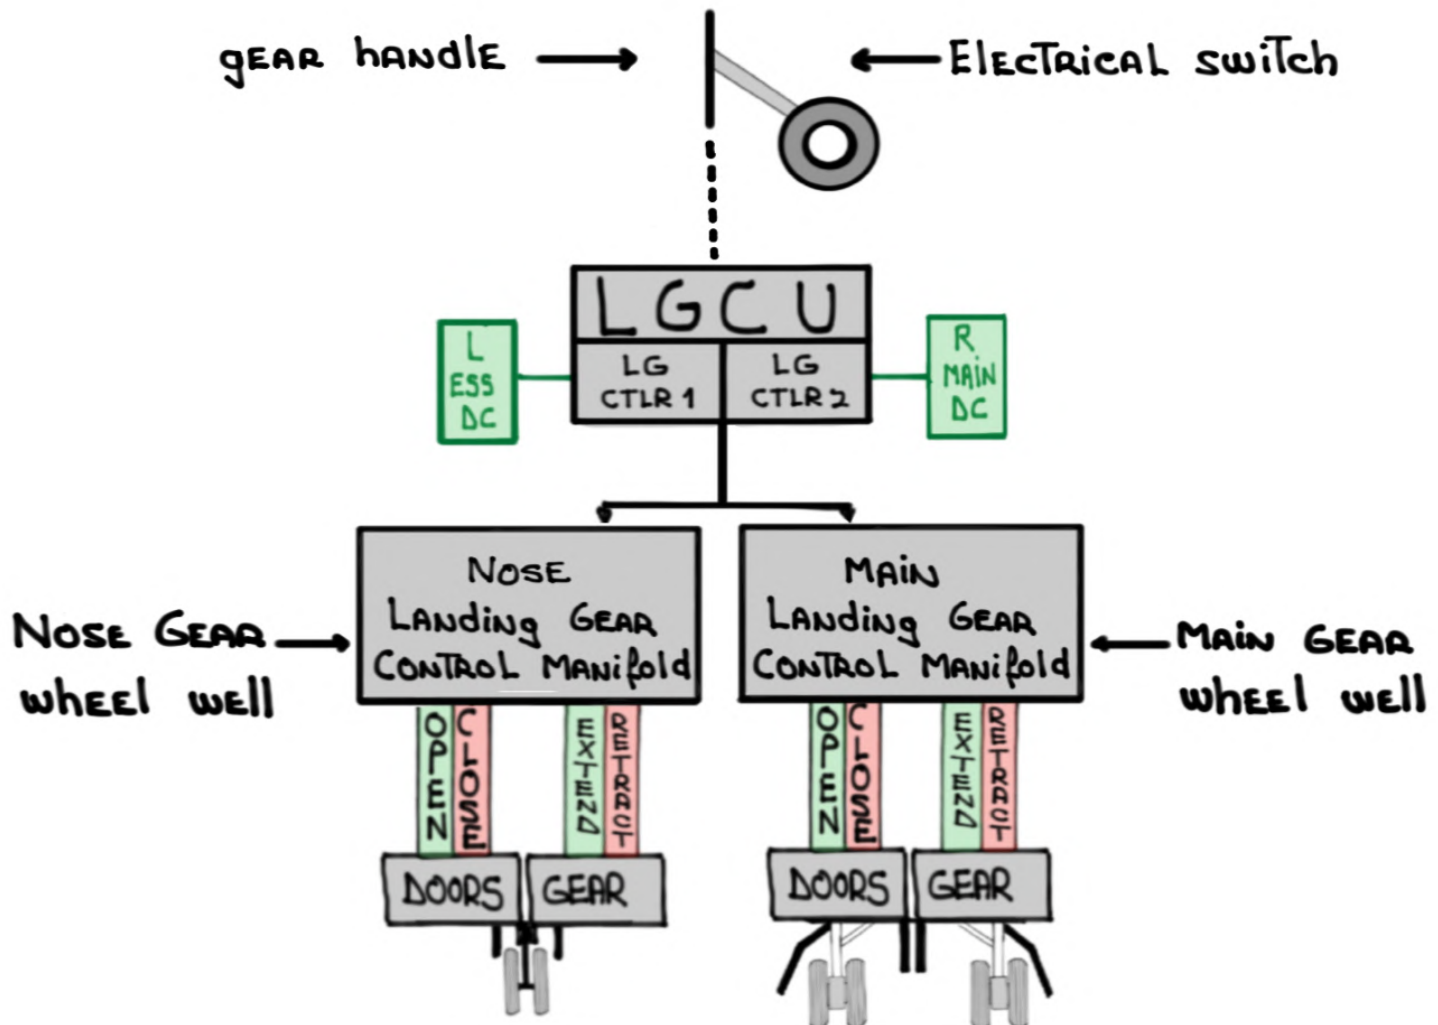 gEAR hANdlE
ElEcTRicAL switch
L G C U
L
ESS
DC
LG
CTLR 1
LG
CTLR 2
R
MAiN
DC
NOSE
LANdiNg GEAR
CONTROL MANifold
MAiN
LANdiNg GEAR
CONTROL MANifold
NOSE GEAR
whEEl wEll
MAiN GEAR
whEEl wEll
OPEN
ClOSE
EXTEND
RETRACT
OPEN
ClOSE
EXTEND
RETRACT
DOORS
GEAR
DOORS
GEAR